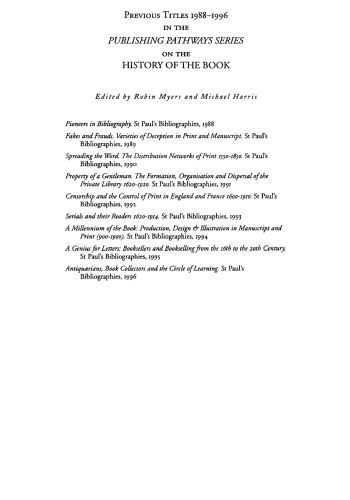 PREVIOUS TITLES 1988–1996
IN THE
PUBLISHING PATHWAYS SERIES
ON THE
HISTORY OF THE BOOK
Edited by Robin Myers and Michael Harris
Pioneers in Bibliography. St Paul's Bibliographies, 1988
Fakes and Frauds. Varieties of Deception in Print and Manuscript. St Paul's
Bibliographies, 1989
Spreading the Word. The Distribution Networks of Print 1550-1850. St Paul's
Bibliographies, 1990
Property of a Gentleman. The Formation, Organisation and Dispersal of the
Private Library 1620-1920. St Paul's Bibliographies, 1991
Censorship and the Control of Print in England and France 1600-1910. St Paul's
Bibliographies, 1992
Serials and their Readers 1620-1914. St Paul's Bibliographies, 1993
A Millennium of the Book: Production, Design & Illustration in Manuscript and
Print (900-1900). St Paul's Bibliographies, 1994
A Genius for Letters: Booksellers and Bookselling from the 16th to the 20th Century.
St Paul's Bibliographies, 1995
Antiquarians, Book Collectors and the Circle of Learning. St Paul's
Bibliographies, 1996